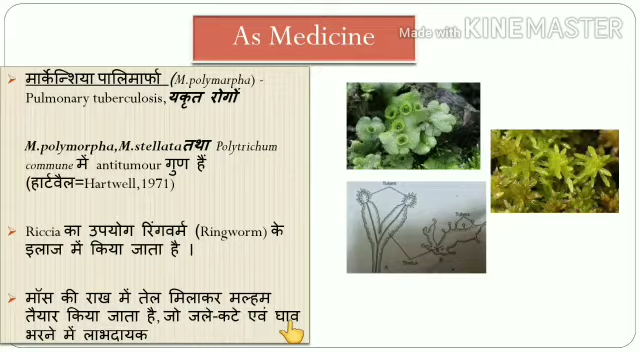 As Medicine
Made with KINEMASTER
➢ मार्केन्शिया पालिमार्फा (M.polymarpha) -
Pulmonary tuberculosis, यकृत रोगों
M.polymorpha,M.stellata तथा Polytrichum
commune में antitumour गुण हैं
(हार्टवैल=Hartwell,1971)
➢ Riccia का उपयोग रिंगवर्म (Ringworm) के
इलाज में किया जाता है ।
➢ मॉस की राख में तेल मिलाकर मल्हम
तैयार किया जाता है, जो जले-कटे एवं घाव
भरने में लाभदायक